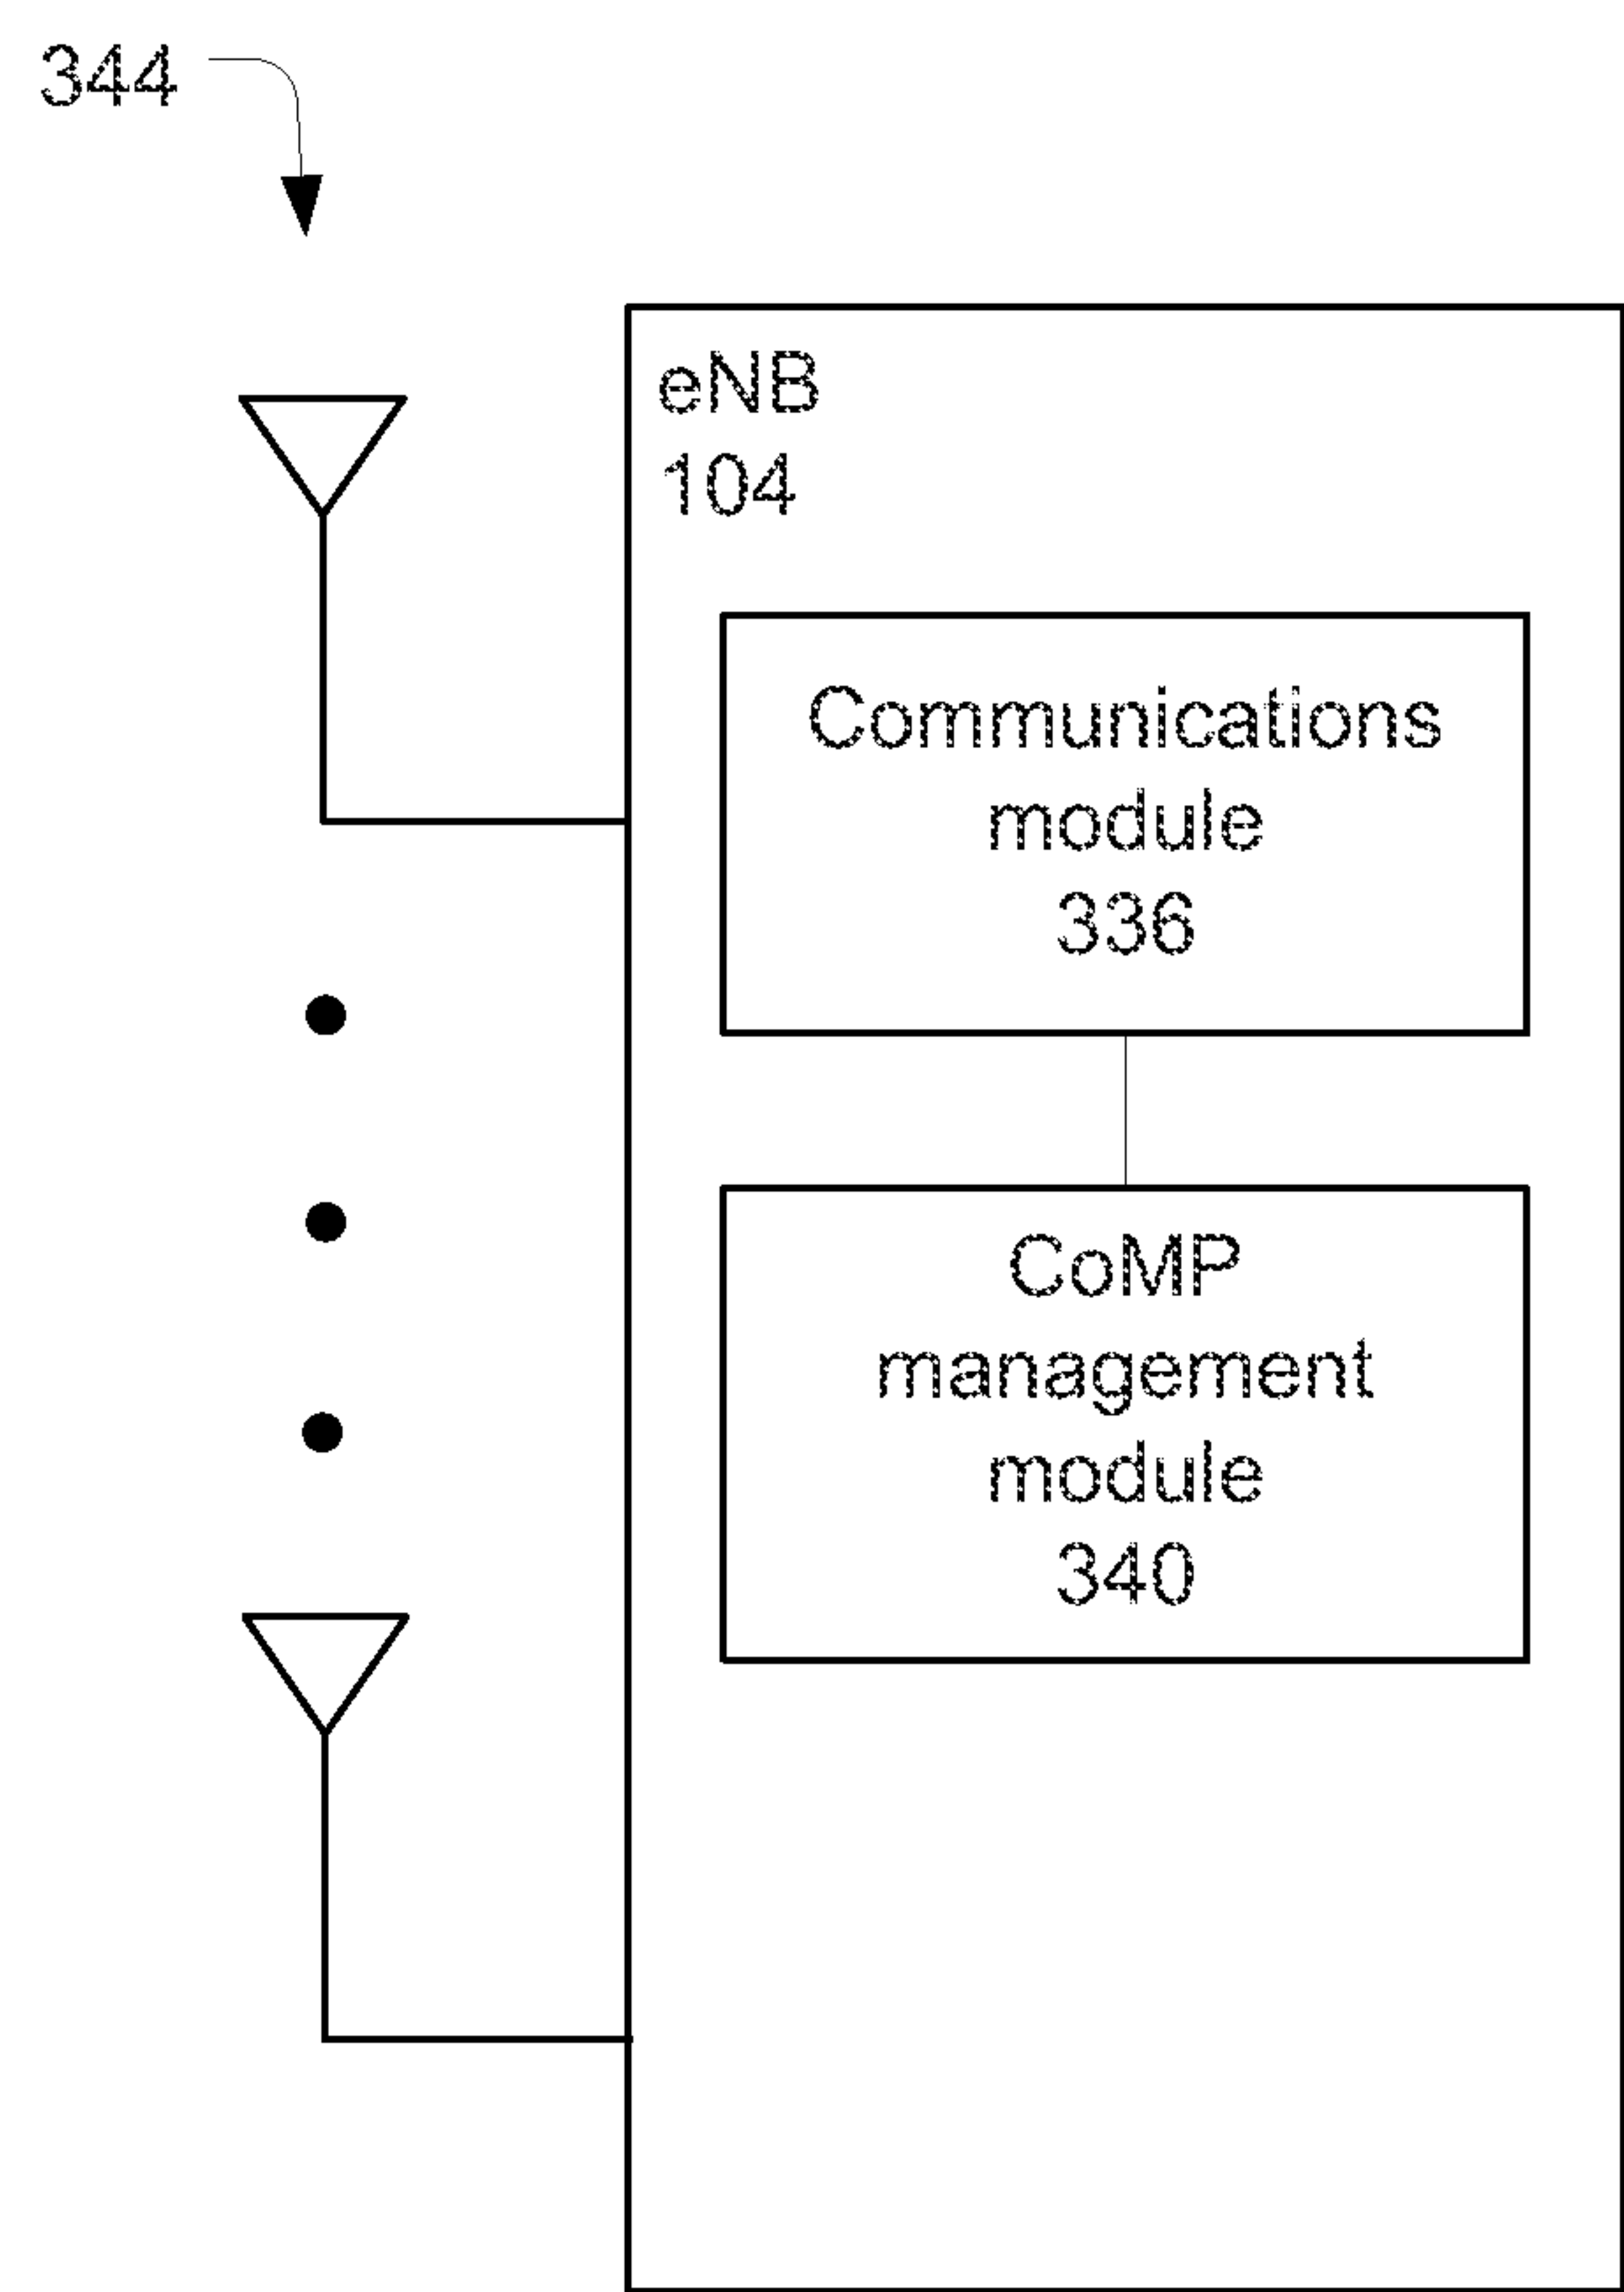 344
eNB
104
Communications
module
336
CoMP
management
module
340